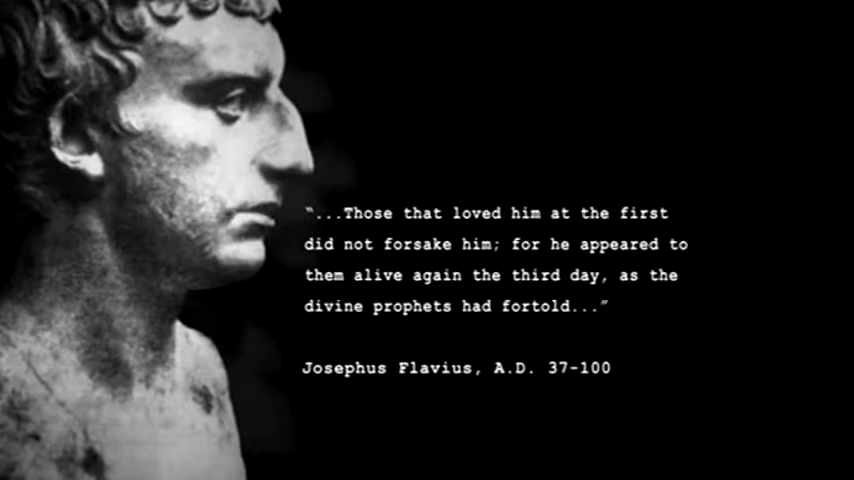 “...Those that loved him at the first
did not forsake him; for he appeared to
them alive again the third day, as the
divine prophets had fortold...”
Josephus Flavius, A.D. 37-100